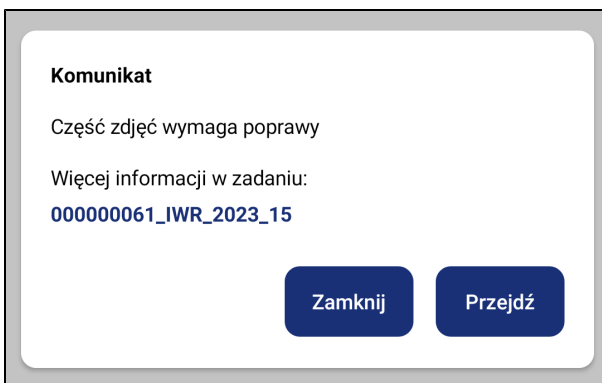 Komunikat
Część zdjęć wymaga poprawy
Więcej informacji w zadaniu:
000000061_IWR_2023_15
Zamknij Przejdź